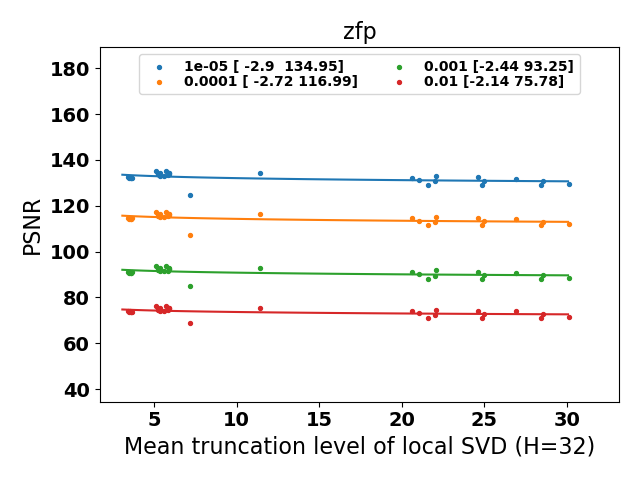 zfp
1e-05 [ -2.9  134.95]
0.0001 [ -2.72 116.99]
0.001 [-2.44 93.25]
0.01 [-2.14 75.78]
PSNR
180
160
140
120
100
80
60
40
5 10 15 20 25 30
Mean truncation level of local SVD (H=32)